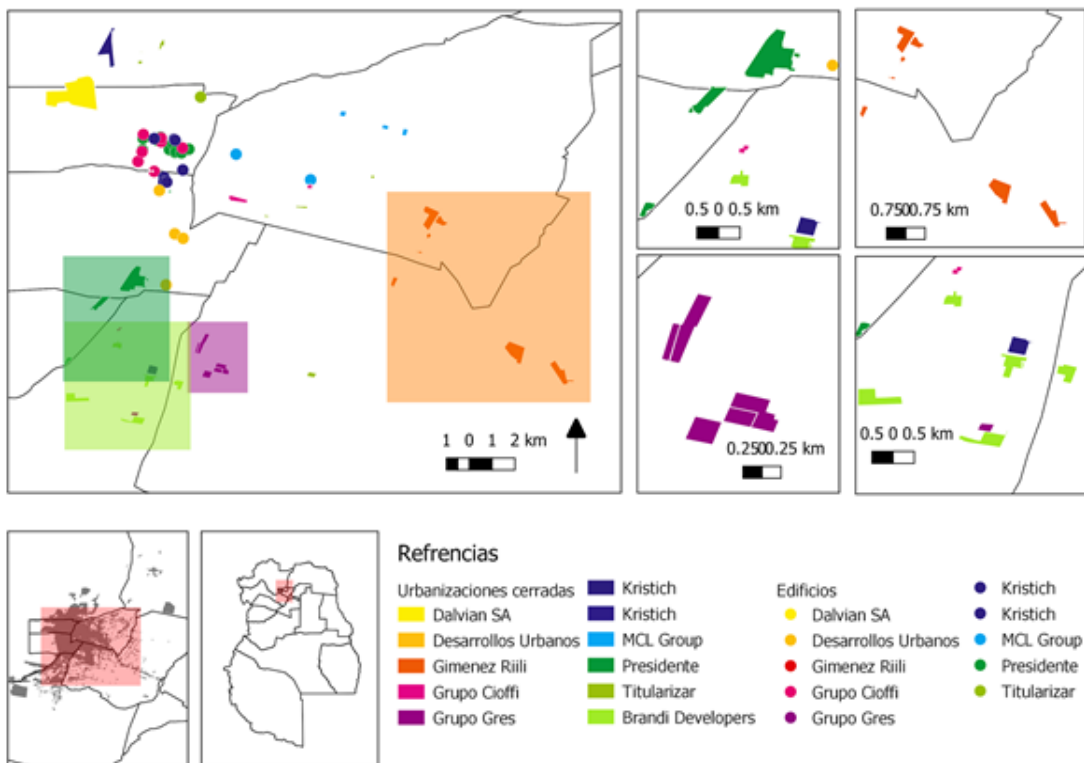 0.5 0 0.5 km
0.7500.75 km
1 0 1 2 km
0.2500.25 km
0.5 0 0.5 km
Refrencias
Urbanizaciones cerradas
Dalvian SA
Desarrollos Urbanos
Gimenez Riili
Grupo Cioffi
Grupo Gres
Kristich
Kristich
MCL Group
Presidente
Titularizar
Brandi Developers
Edificios
Dalvian SA
Desarrollos Urbanos
Gimenez Riili
Grupo Cioffi
Grupo Gres
Kristich
Kristich
MCL Group
Presidente
Titularizar